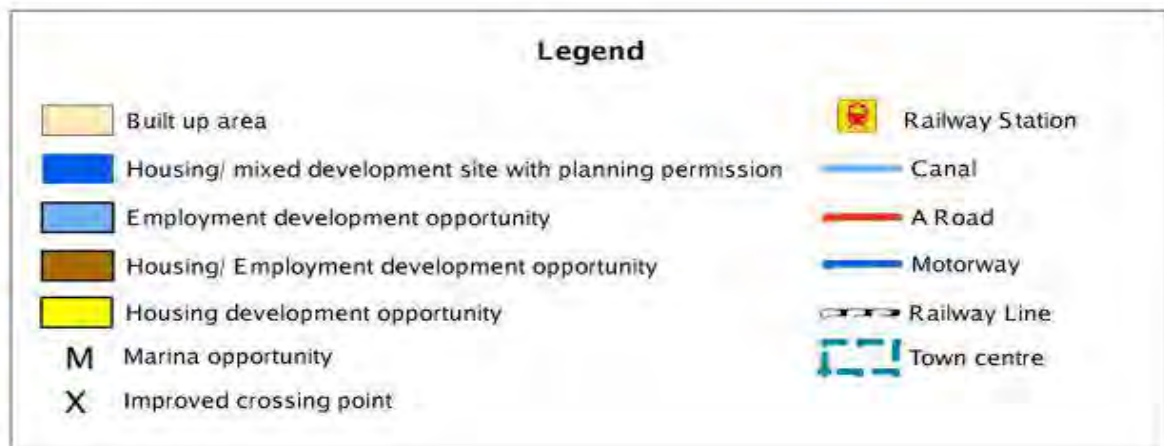 Legend
Built up area
Housing/ mixed development site with planning permission
Employment development opportunity
Housing/ Employment development opportunity
Housing development opportunity
M Marina opportunity
X Improved crossing point
Railway Station
Canal
A Road
Motorway
Railway Line
Town centre